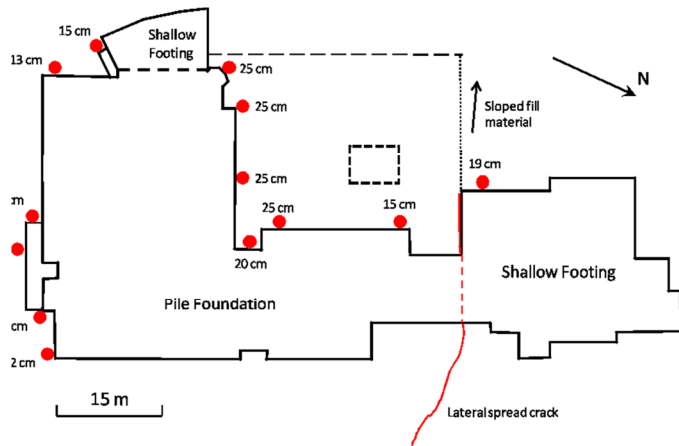 15 cm
Shallow
Footing
13 cm
25 cm
N
25 cm
Sloped fill
material
19 cm
25 cm
cm
25 cm
15 cm
20 cm
Shallow Footing
Pile Foundation
cm
2 cm
15 m
Lateral spread crack